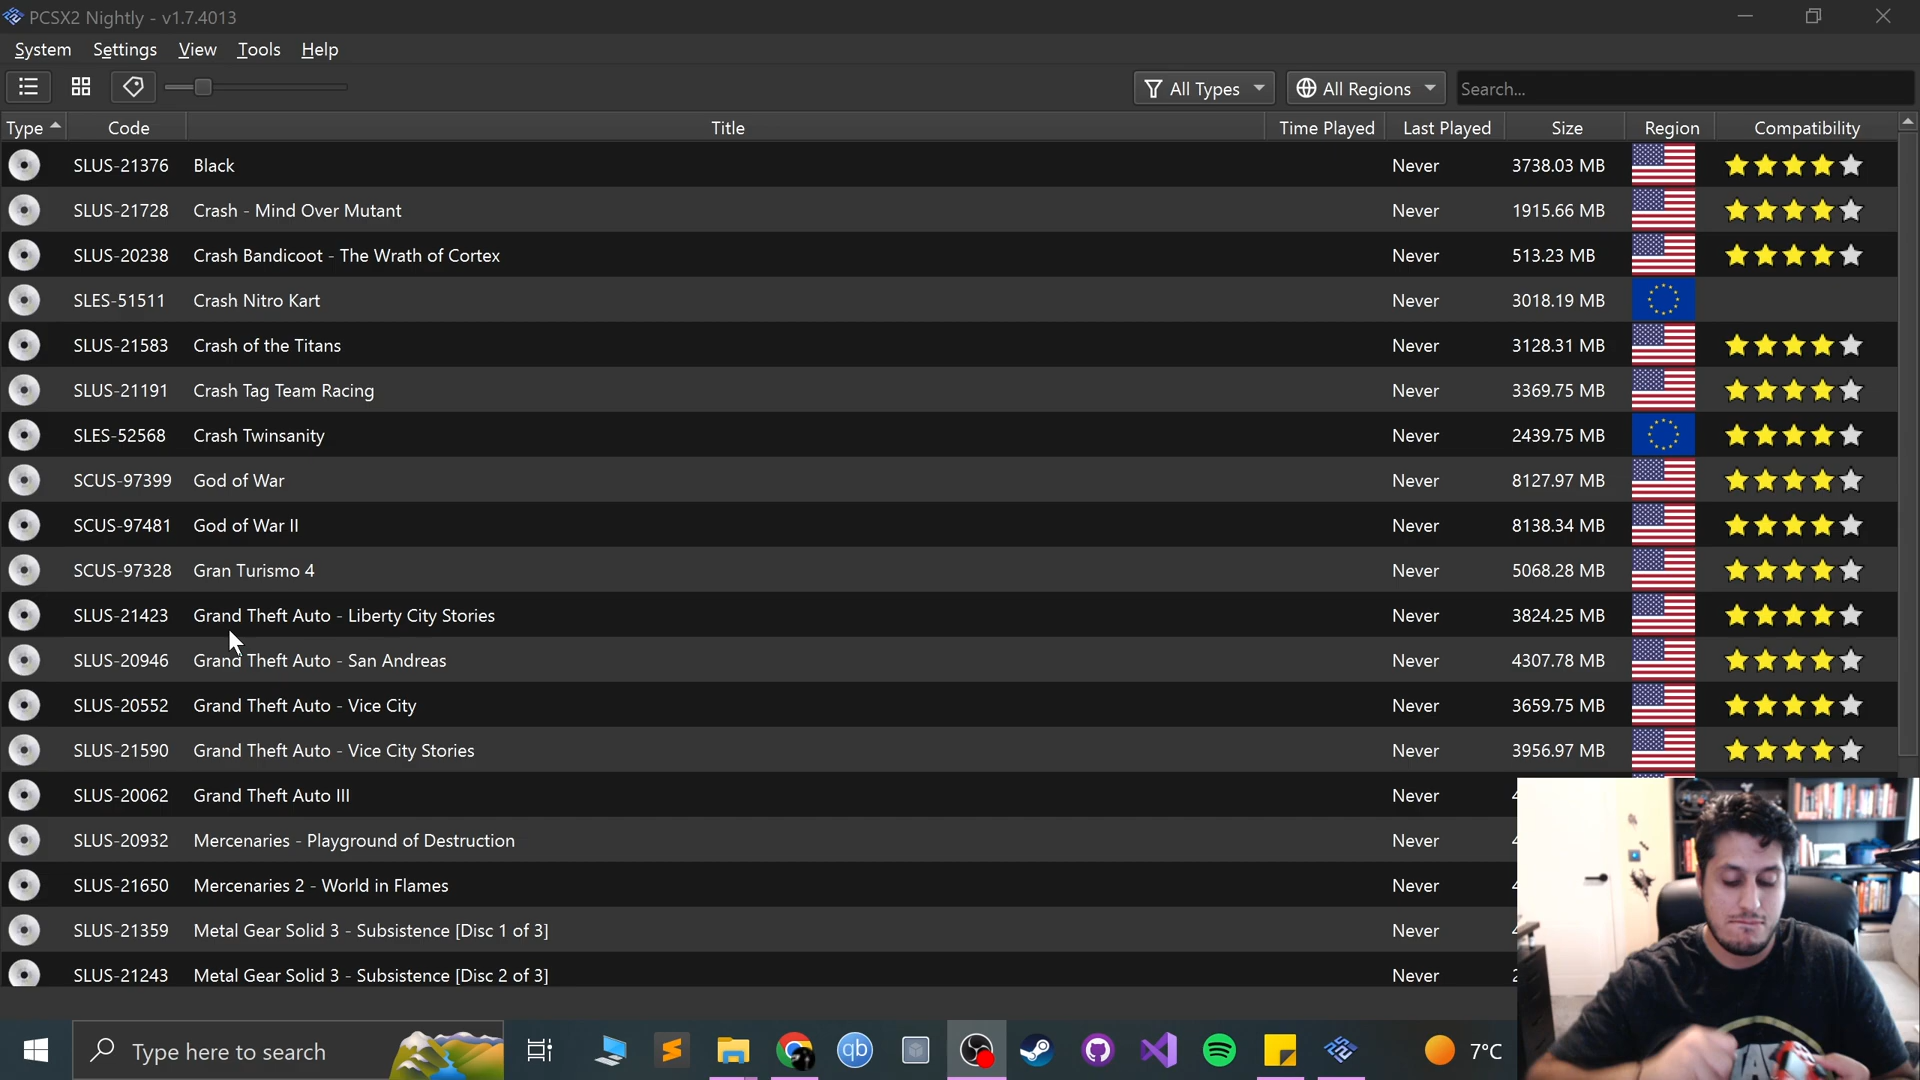 PCSX2 Nightly - v1.7.4013
System Settings View Tools Help
All Types All Regions Search...
Type Code Title Time Played Last Played Size Region Compatibility
SLUS-21376 Black Never 3738.03 MB
SLUS-21728 Crash - Mind Over Mutant Never 1915.66 MB
SLUS-20238 Crash Bandicoot - The Wrath of Cortex Never 513.23 MB
SLES-51511 Crash Nitro Kart Never 3018.19 MB
SLUS-21583 Crash of the Titans Never 3128.31 MB
SLUS-21191 Crash Tag Team Racing Never 3369.75 MB
SLES-52568 Crash Twinsanity Never 2439.75 MB
SCUS-97399 God of War Never 8127.97 MB
SCUS-97481 God of War II Never 8138.34 MB
SCUS-97328 Gran Turismo 4 Never 5068.28 MB
SLUS-21423 Grand Theft Auto - Liberty City Stories Never 3824.25 MB
SLUS-20946 Grand Theft Auto - San Andreas Never 4307.78 MB
SLUS-20552 Grand Theft Auto - Vice City Never 3659.75 MB
SLUS-21590 Grand Theft Auto - Vice City Stories Never 3956.97 MB
SLUS-20062 Grand Theft Auto III Never
SLUS-20932 Mercenaries - Playground of Destruction Never
SLUS-21650 Mercenaries 2 - World in Flames Never
SLUS-21359 Metal Gear Solid 3 - Subsistence [Disc 1 of 3] Never
SLUS-21243 Metal Gear Solid 3 - Subsistence [Disc 2 of 3] Never
Type here to search qb 7°C